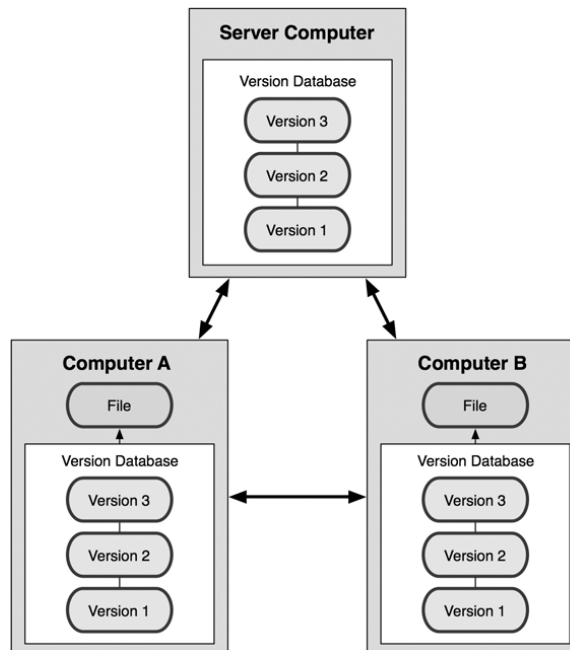 Server Computer
Version Database
Version 3
Version 2
Version 1
Computer A
File
Version Database
Version 3
Version 2
Version 1
Computer B
File
Version Database
Version 3
Version 2
Version 1